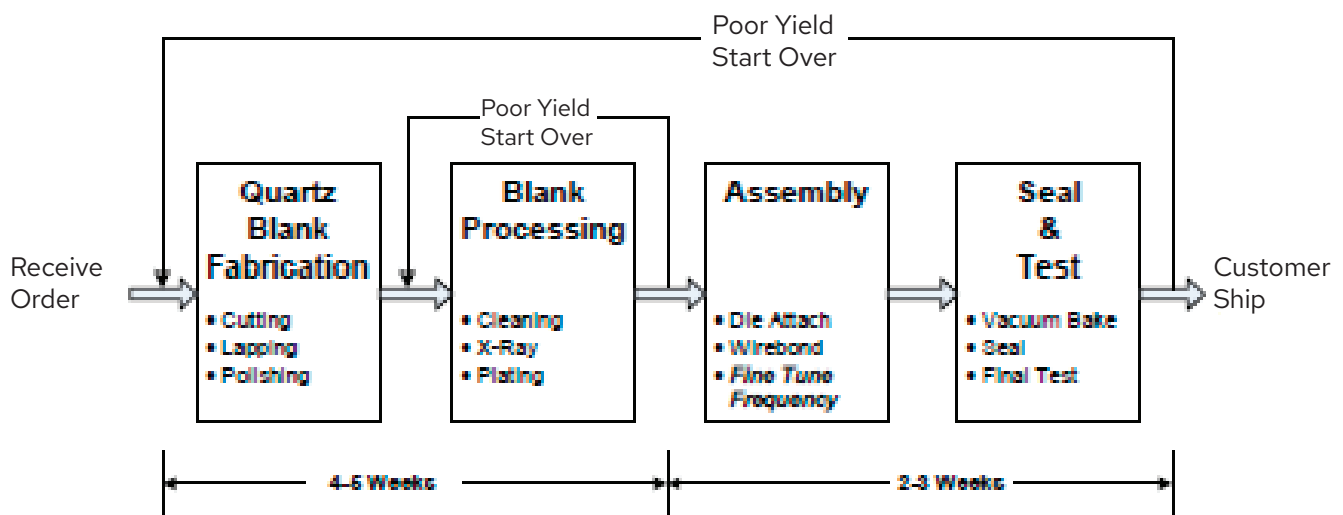 Poor Yield
Start Over
Poor Yield
Start Over
Receive
Order
Quartz
Blank
Fabrication
• Cutting
• Lapping
• Polishing
Blank
Processing
• Cleaning
• X-Ray
• Plating
Assembly
• Die Attach
• Wirebond
• Fine Tune
Frequency
Seal
&
Test
• Vacuum Bake
• Seal
• Final Test
Customer
Ship
4–5 Weeks
2-3 Weeks